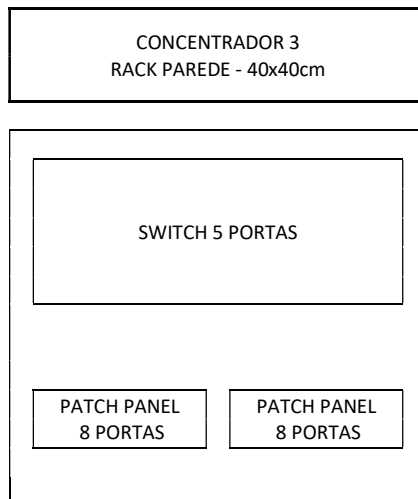 CONCENTRADOR 3
RACK PAREDE - 40x40cm
SWITCH 5 PORTAS
PATCH PANEL
8 PORTAS
PATCH PANEL
8 PORTAS